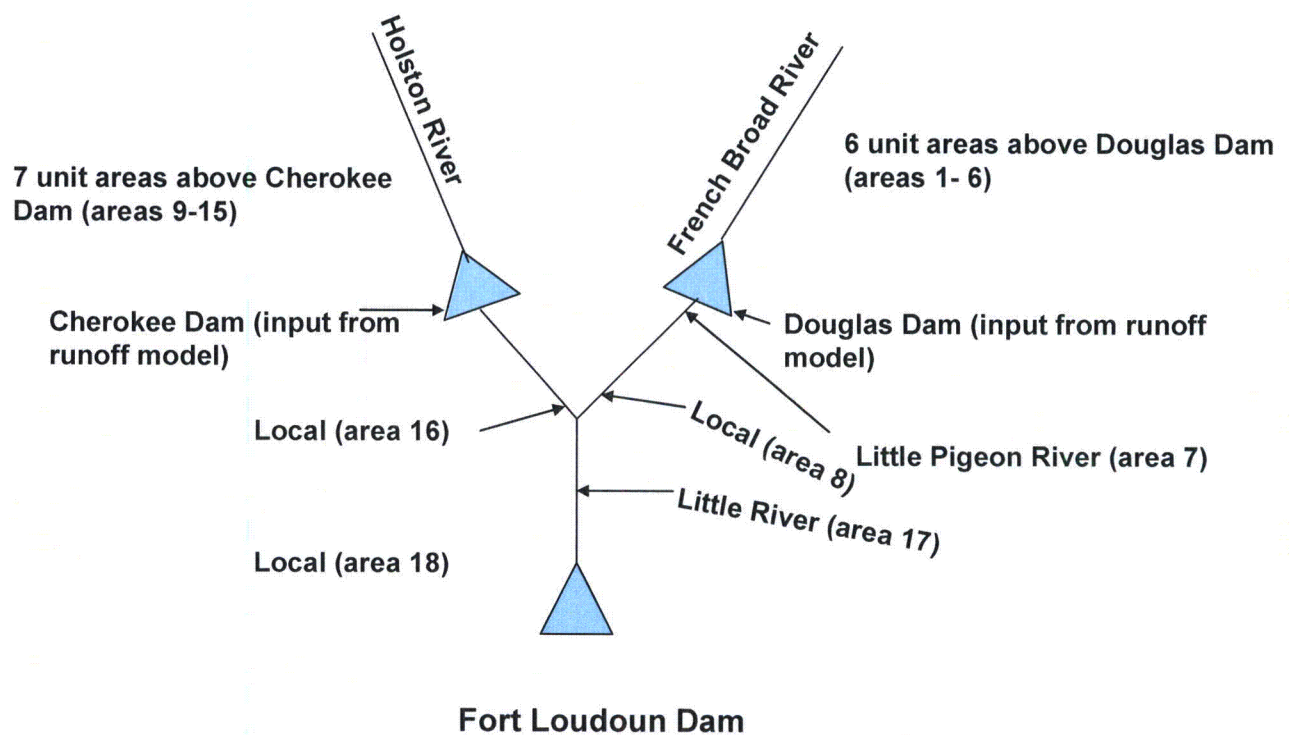 Holston River
French Broad River
6 unit areas above Douglas Dam
(areas 1- 6)
7 unit areas above Cherokee
Dam (areas 9-15)
Cherokee Dam (input from
runoff model)
Douglas Dam (input from runoff
model)
Local (area 16)
Local (area 8)
Little Pigeon River (area 7)
Little River (area 17)
Local (area 18)
Fort Loudoun Dam